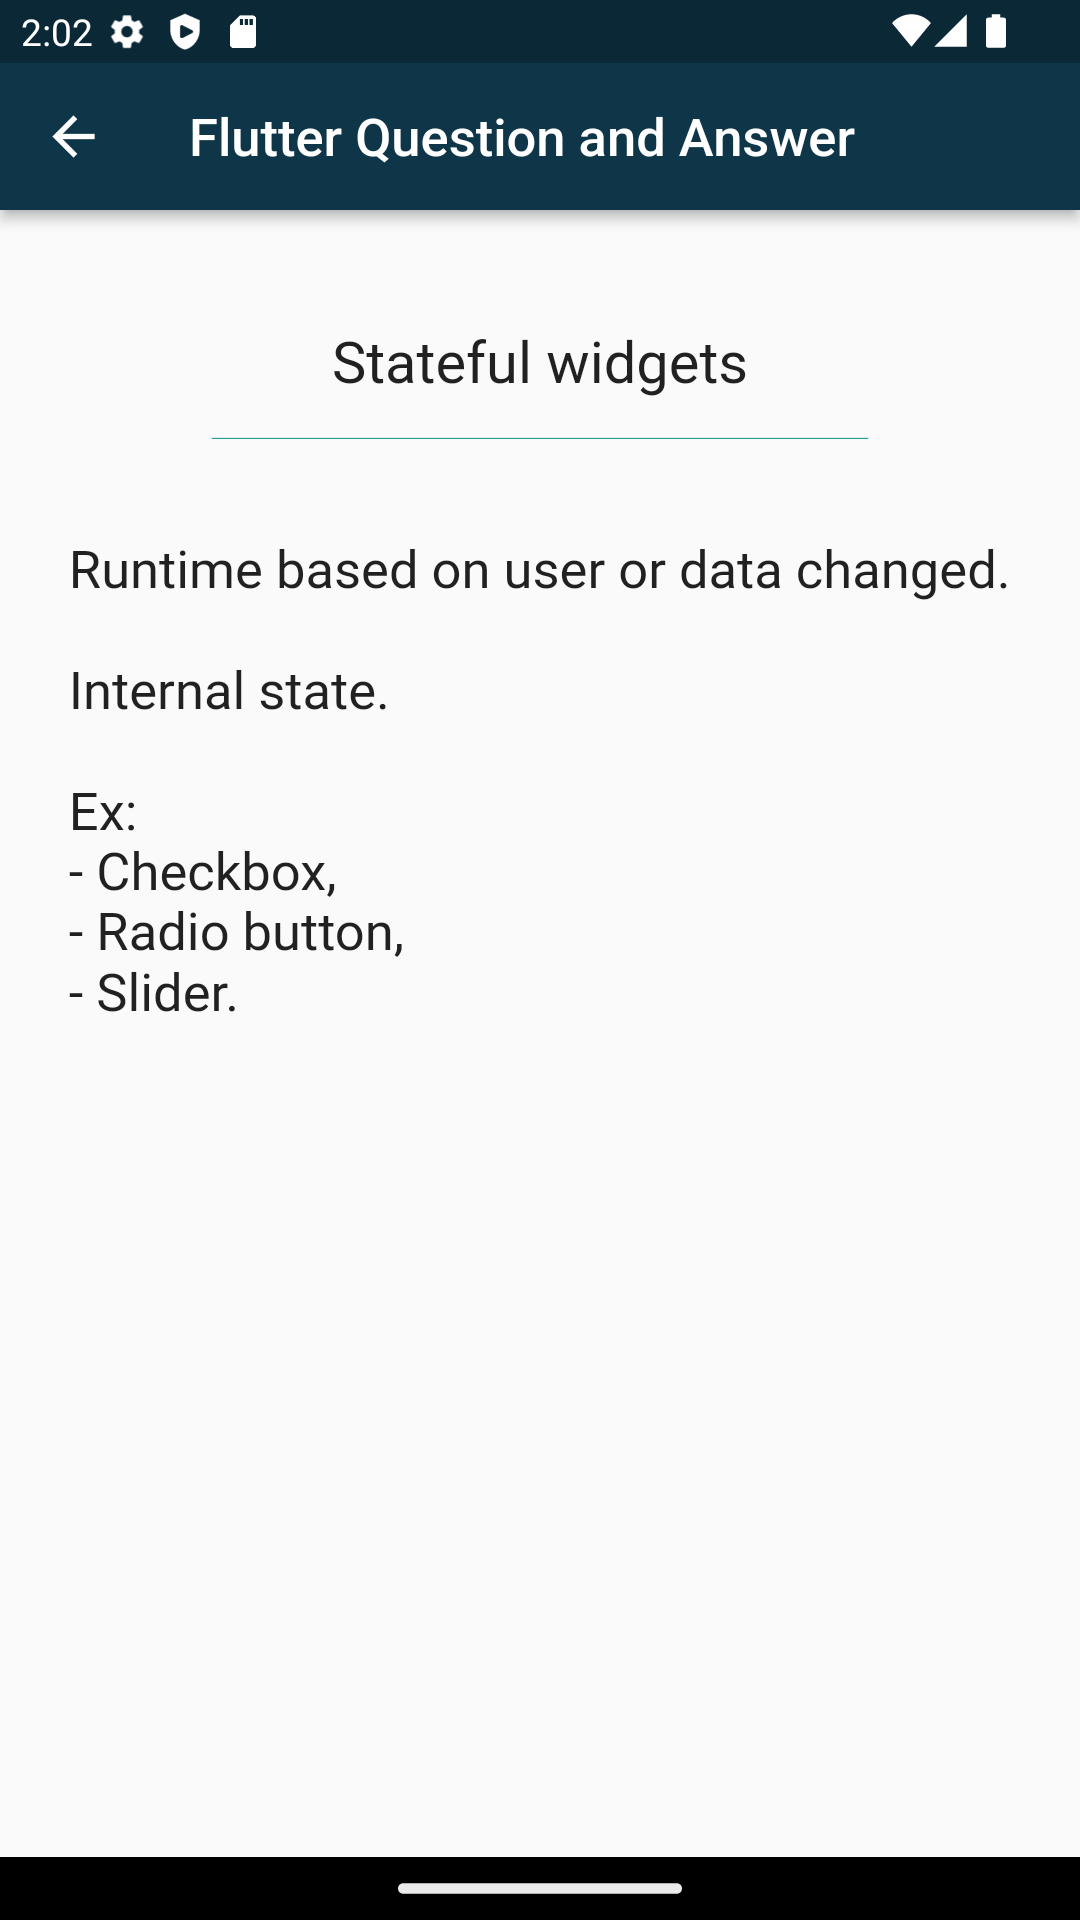 2:02
Flutter Question and Answer
Stateful widgets
Runtime based on user or data changed.
Internal state.
Ex:
- Checkbox,
- Radio button,
- Slider.